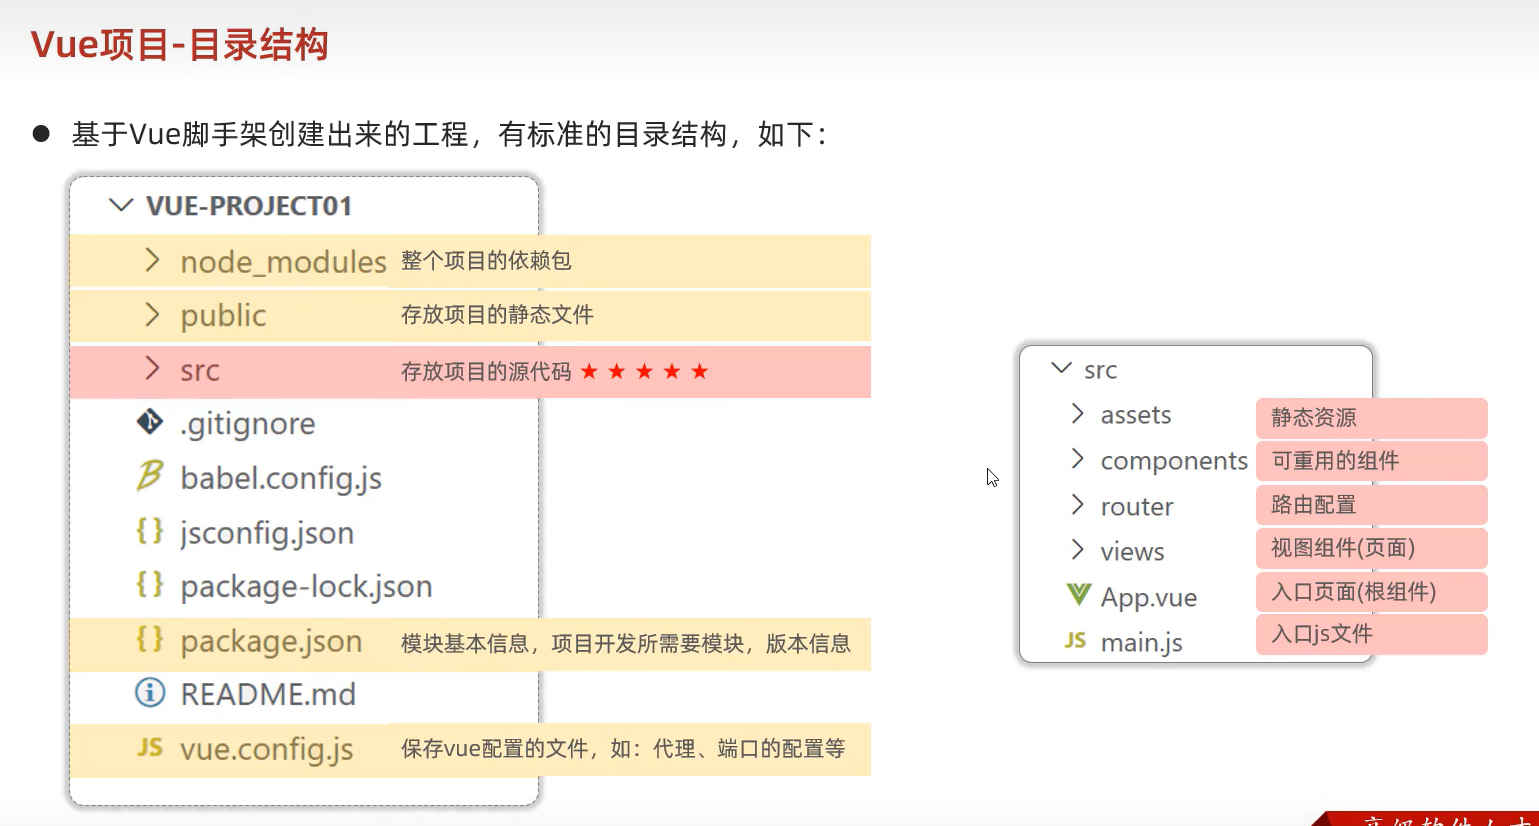 Vue项目-目录结构
基于Vue脚手架创建出来的工程，有标准的目录结构，如下：
VUE-PROJECT01
node_modules 整个项目的依赖包
public 存放项目的静态文件
src 存放项目的源代码 ★ ★ ★ ★ ★
.gitignore
babel.config.js
{} jsconfig.json
{} package-lock.json
{} package.json 模块基本信息，项目开发所需要模块，版本信息
README.md
JS vue.config.js 保存vue配置的文件，如：代理、端口的配置等
src
assets 静态资源
components 可重用的组件
router 路由配置
views 视图组件(页面)
App.vue 入口页面(根组件)
JS main.js 入口js文件